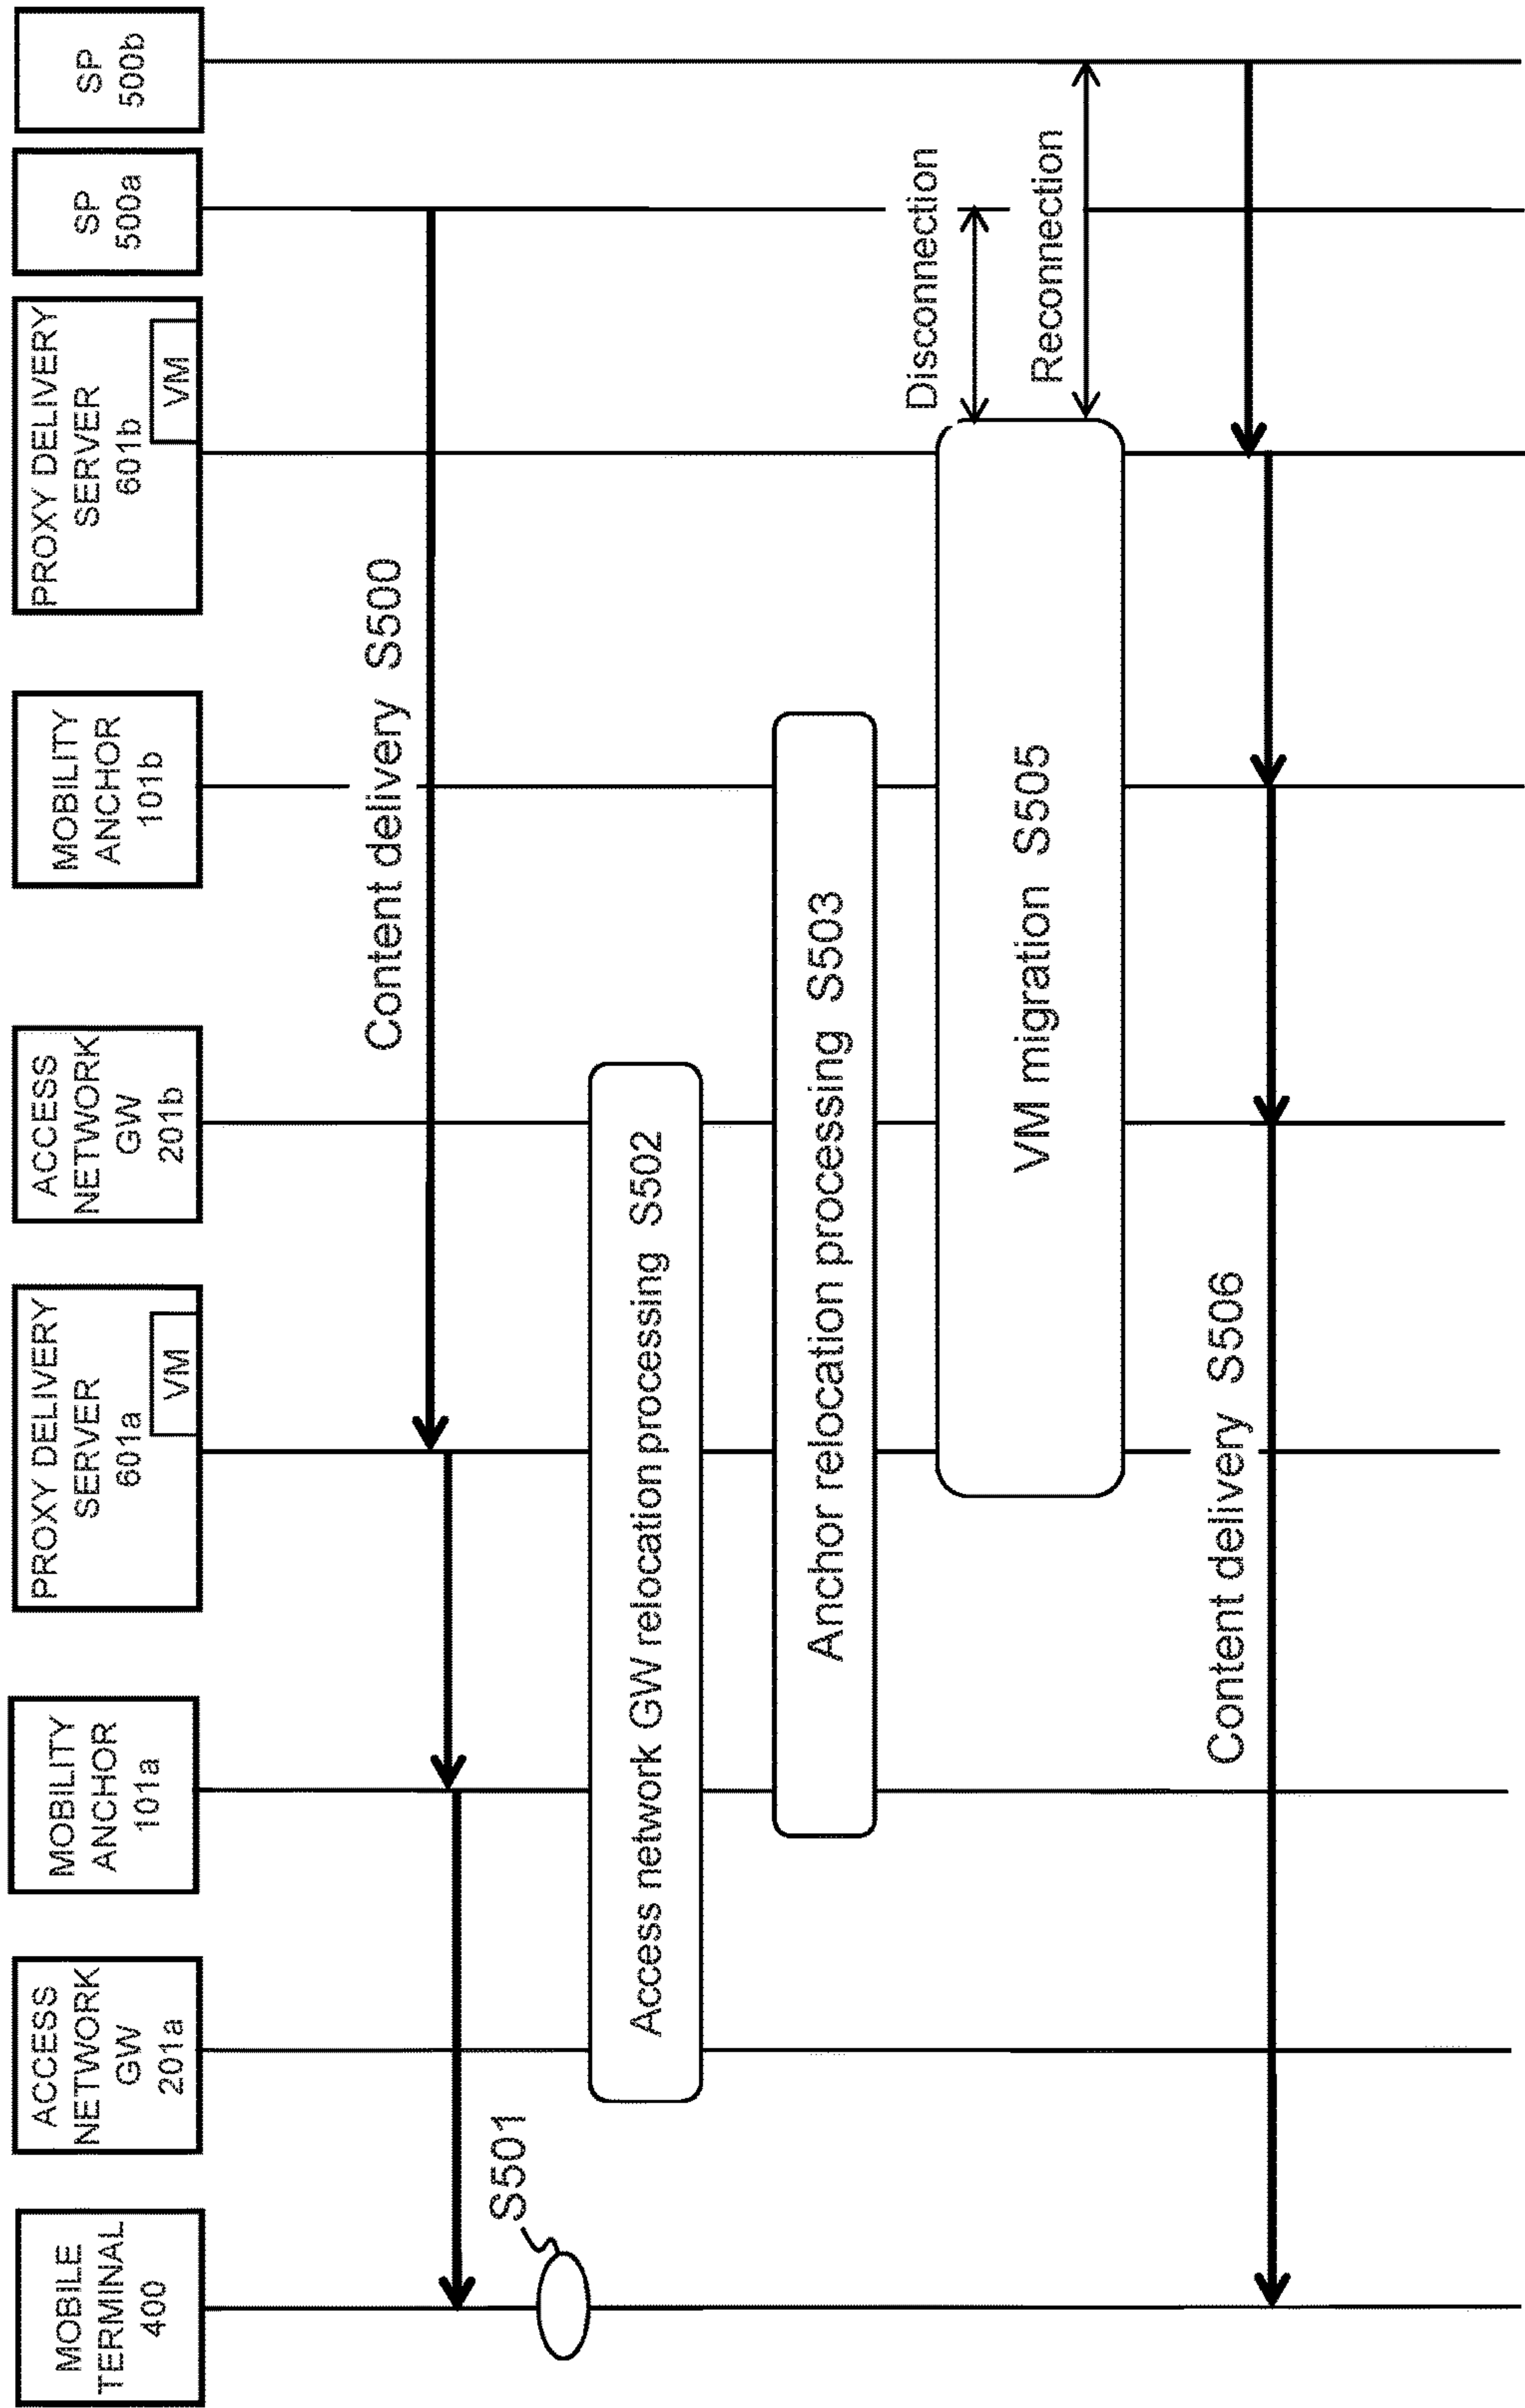 MOBILE
TERMINAL
400
ACCESS
NETWORK
GW
201a
MOBILITY
ANCHOR
101a
PROXY DELIVERY
SERVER
601a
VM
ACCESS
NETWORK
GW
201b
MOBILITY
ANCHOR
101b
PROXY DELIVERY
SERVER
601b
VM
SP
500a
SP
500b
Content delivery S500
S501
Access network GW relocation processing S502
Anchor relocation processing S503
Disconnection
VM migration S505
Reconnection
Content delivery S506